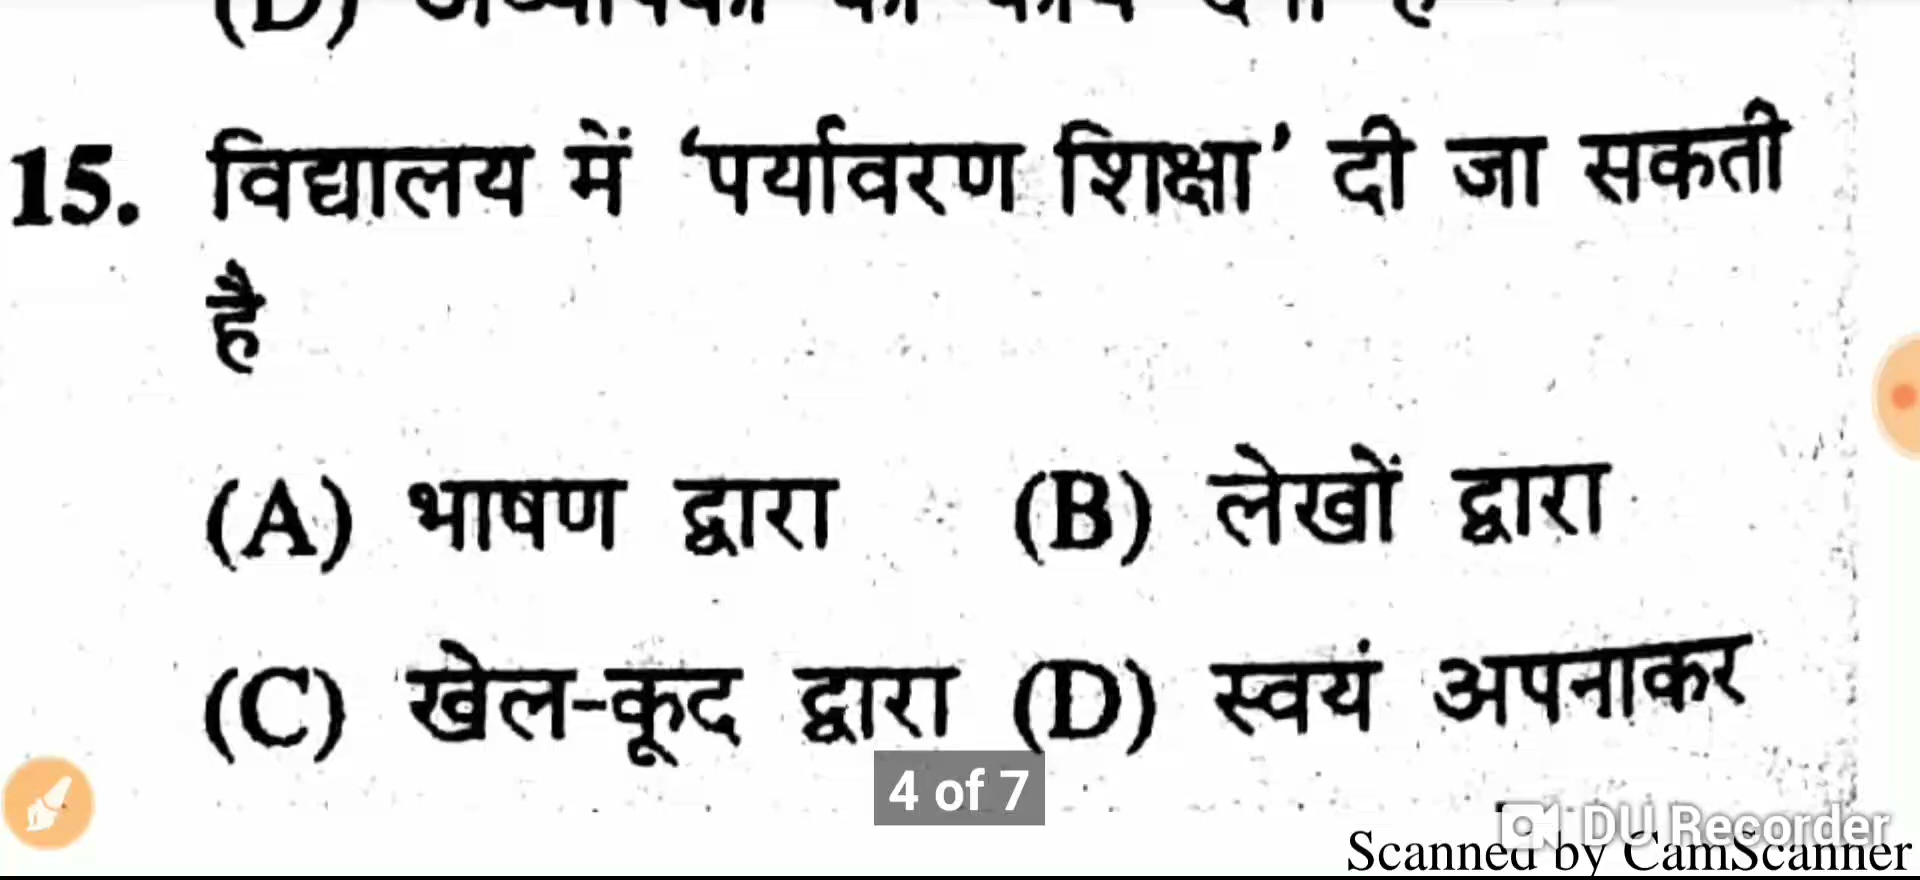 15. विद्यालय में ‘पर्यावरण शिक्षा’ दी जा सकती
है
(A) भाषण द्वारा (B) लेखों द्वारा
(C) खेल-कूद द्वारा (D) स्वयं अपनाकर
4 of 7
DU Recorder
Scanned by CamScanner